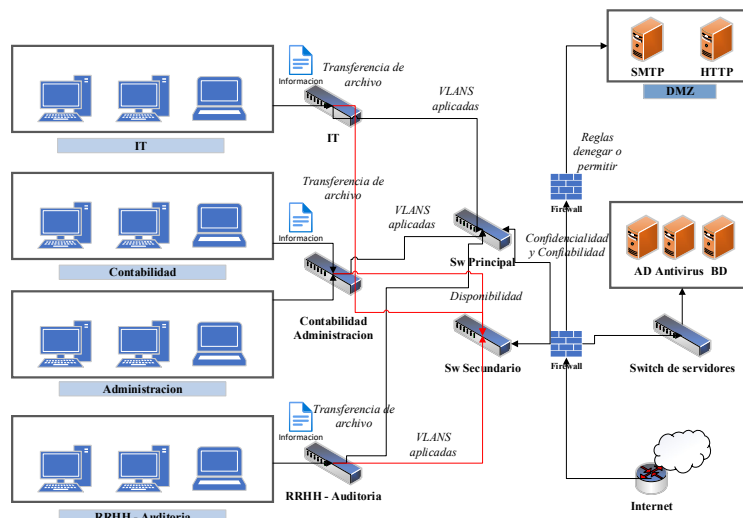 Transferencia de
archivo
Informacion
IT
IT
VLANS
aplicadas
SMTP
HTTP
DMZ
Reglas
denegar o
permitir
Firewall
Transferencia de
archivo
Informacion
Contabilidad
VLANS
aplicadas
Sw Principal
Confidencialidad
y Confiabilidad
AD
Antivirus
BD
Contabilidad
Administracion
Disponibilidad
Sw Secundario
Firewall
Switch de servidores
Administracion
Transferencia de
archivo
Informacion
VLANS
aplicadas
RRHH - Auditoria
RRHH - Auditoria
Internet